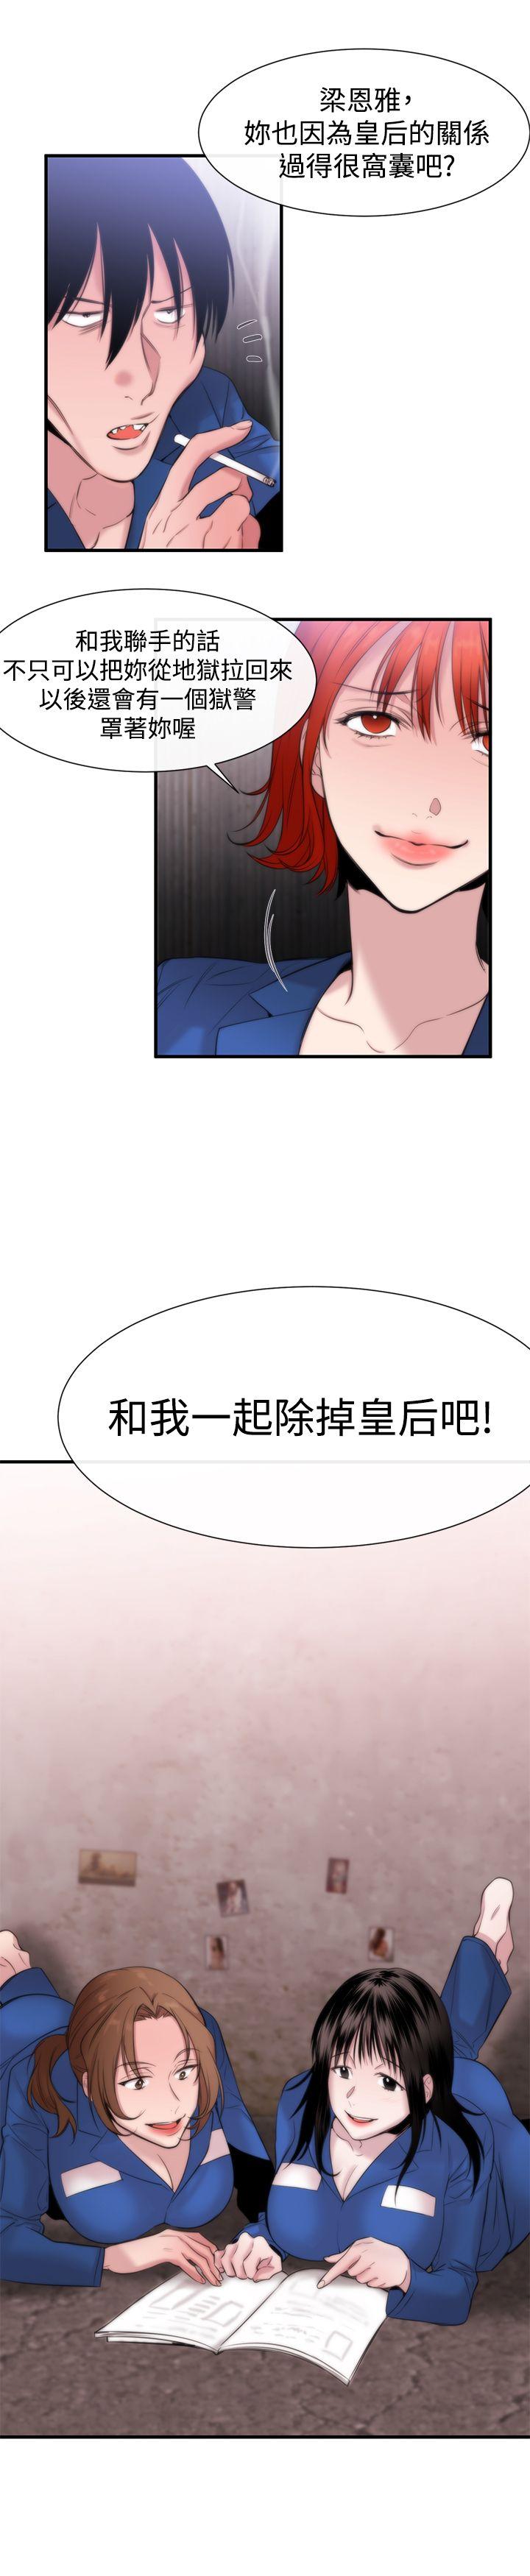 梁恩雅，
妳也因為皇后的關係
過得很窩囊吧？
和我聯手的話
不只可以把妳從地獄拉回來
以後還會有一個獄警
罩著妳喔
和我一起除掉皇后吧！